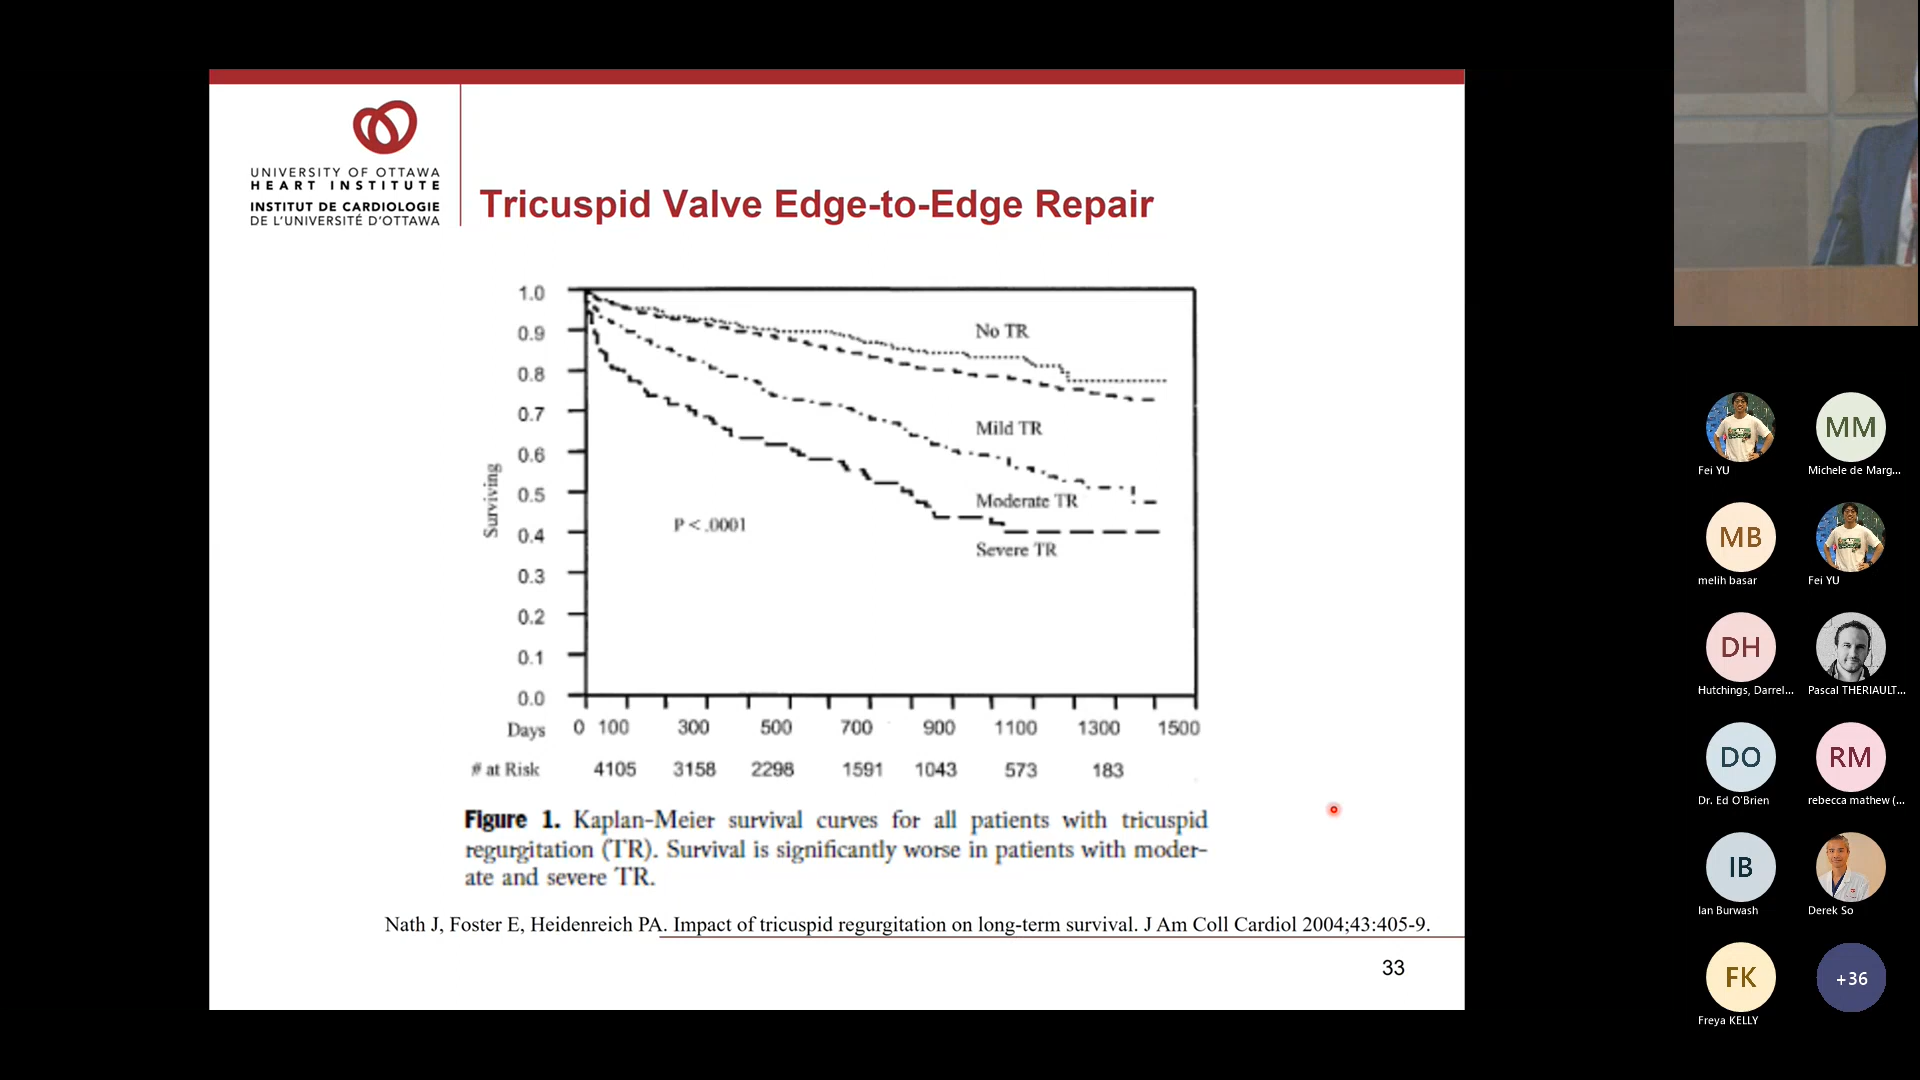 UNIVERSITY OF OTTAWA
HEART INSTITUTE
INSTITUT DE CARDIOLOGIE
DE L'UNIVERSITÉ D'OTTAWA
Tricuspid Valve Edge-to-Edge Repair
1.0
0.9
0.8
0.7
0.6
0.5
0.4
0.3
0.2
0.1
0.0
Surviving
No TR
Mild TR
Moderate TR
Severe TR
P < .0001
Days 0 100 300 500 700 900 1100 1300 1500
# at Risk 4105 3158 2298 1591 1043 573 183
Figure 1. Kaplan-Meier survival curves for all patients with tricuspid
regurgitation (TR). Survival is significantly worse in patients with moder-
ate and severe TR.
Nath J, Foster E, Heidenreich PA. Impact of tricuspid regurgitation on long-term survival. J Am Coll Cardiol 2004;43:405-9.
33
Fei YU
MM
Michele de Marg...
MB
melih basar
Fei YU
DH
Hutchings, Darrel...
Pascal THERIAULT...
DO
Dr. Ed O'Brien
RM
rebecca mathew (...
IB
Ian Burwash
Derek So
FK
Freya KELLY
+36